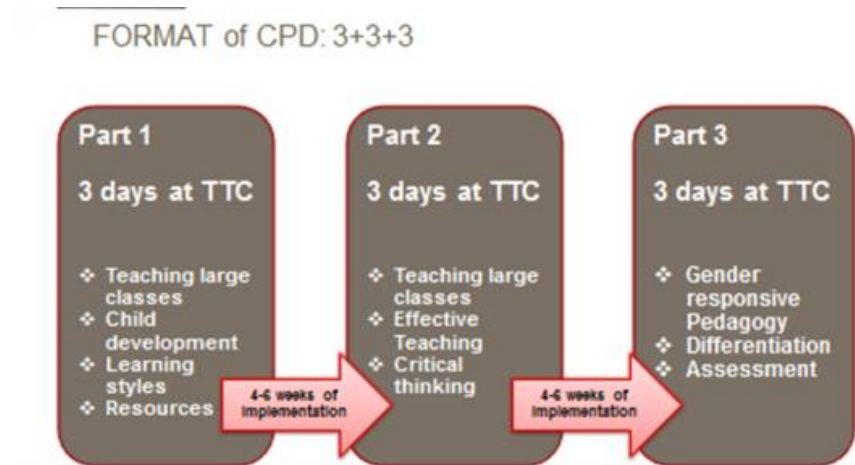 FORMAT of CPD: 3+3+3
Part 1
3 days at TTC
❖ Teaching large
classes
❖ Child
development
❖ Learning
styles
❖ Resources
4-6 weeks of
Implementation
Part 2
3 days at TTC
❖ Teaching large
classes
❖ Effective
Teaching
❖ Critical
thinking
4-6 weeks of
Implementation
Part 3
3 days at TTC
❖ Gender
responsive
Pedagogy
❖ Differentiation
❖ Assessment